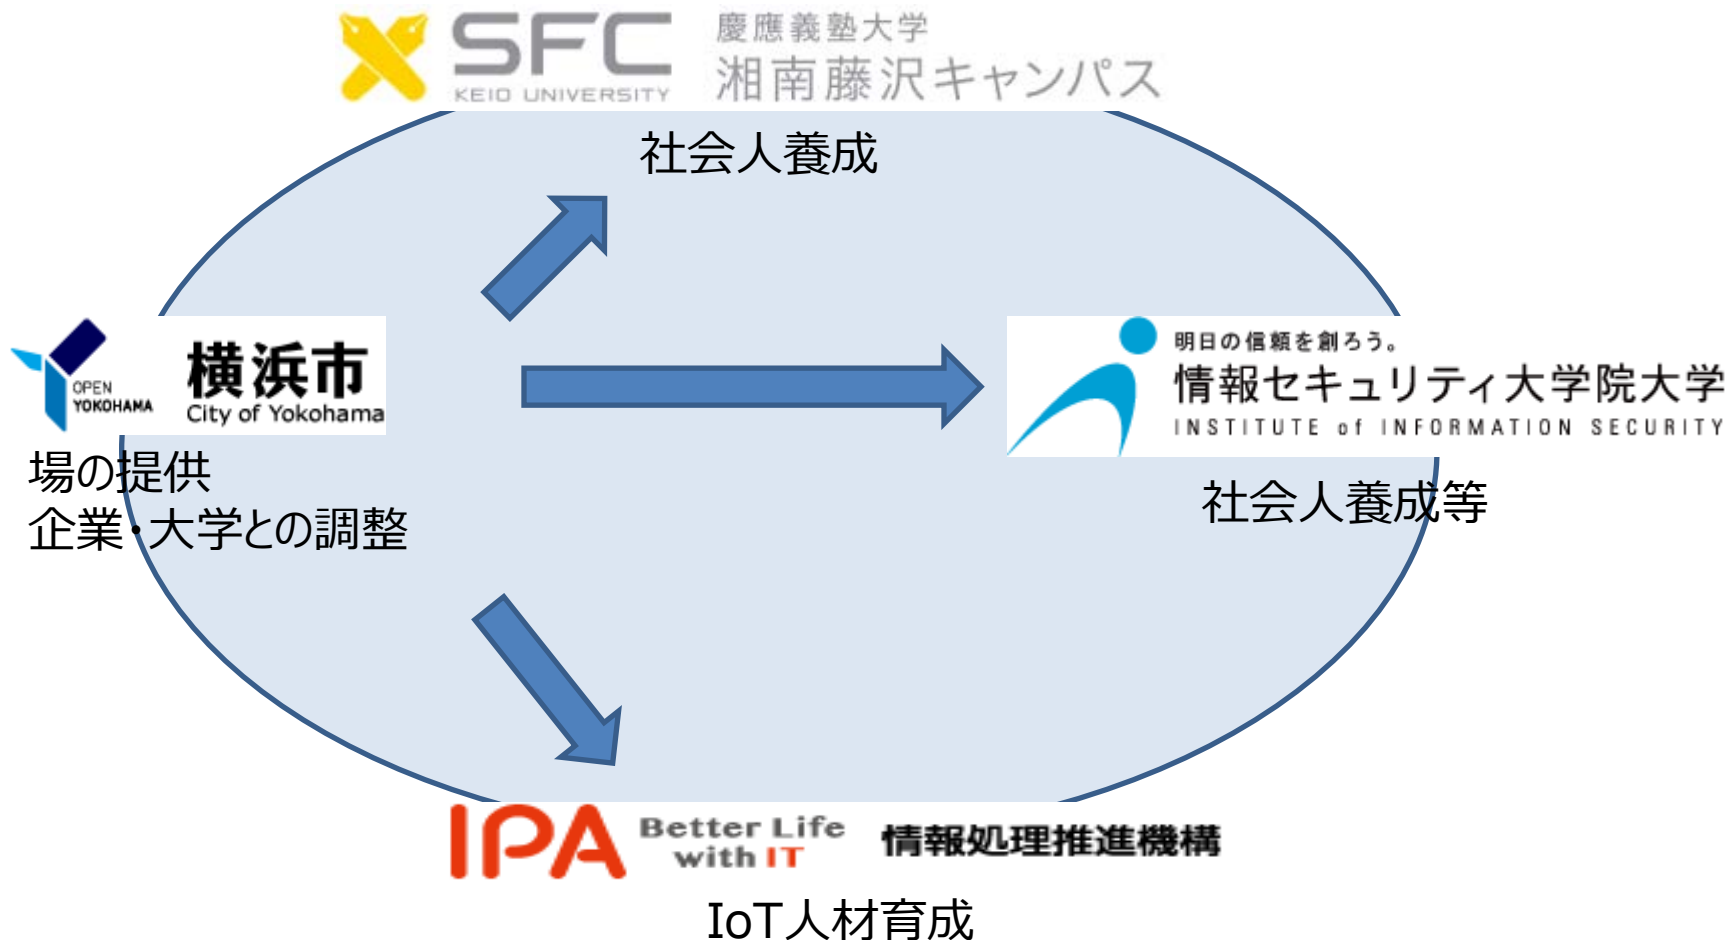 SFC
KEIO UNIVERSITY
慶應義塾大学
湘南藤沢キャンパス
社会人養成
OPEN
YOKOHAMA
横浜市
City of Yokohama
場の提供
企業・大学との調整
明日の信頼を創ろう。
情報セキュリティ大学院大学
INSTITUTE of INFORMATION SECURITY
社会人養成等
IPA
Better Life
with IT
情報処理推進機構
IoT人材育成